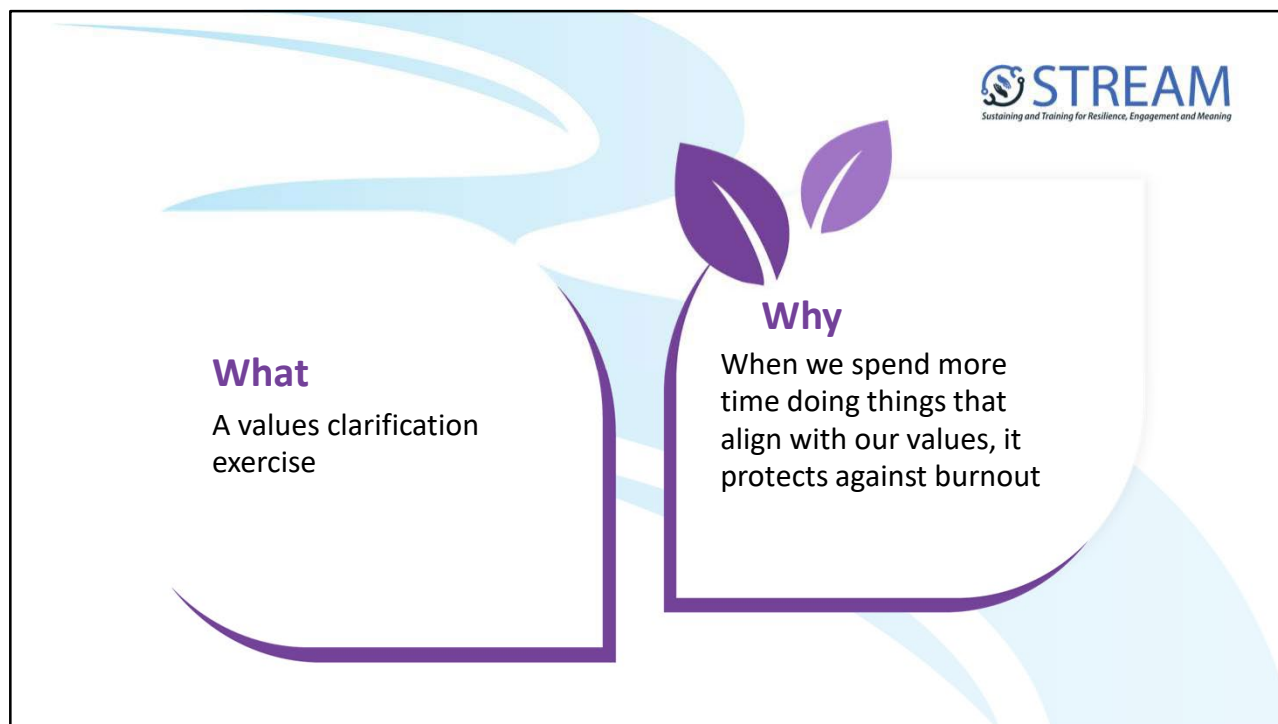 STREAM
Sustaining and Training for Resilience, Engagement and Meaning
What
A values clarification
exercise
Why
When we spend more
time doing things that
align with our values, it
protects against burnout